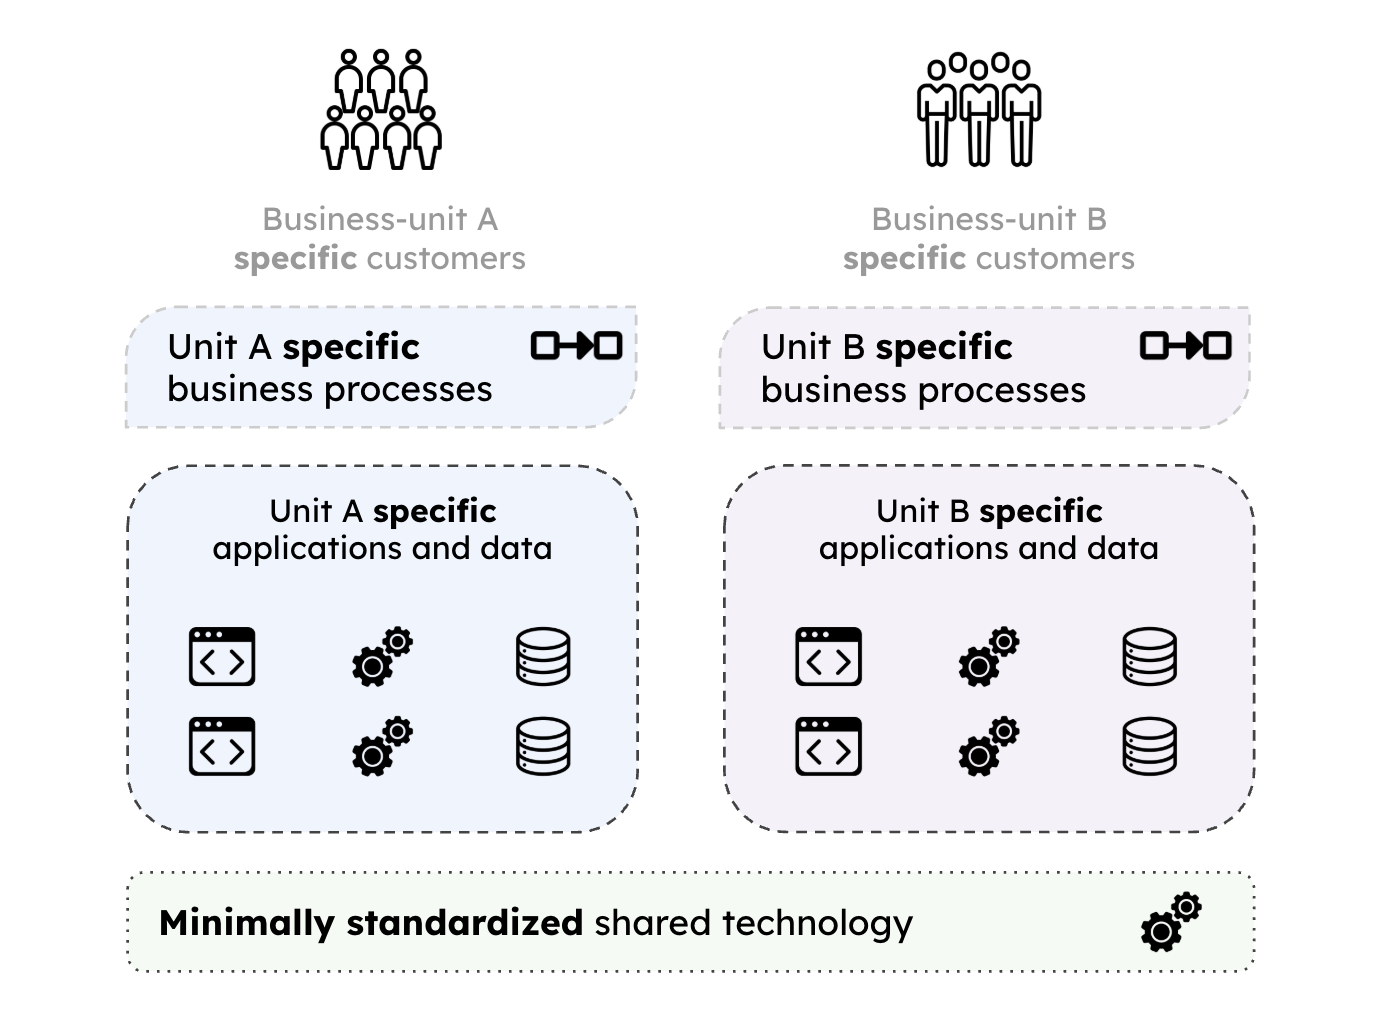 Business-unit A
specific customers
Business-unit B
specific customers
Unit A specific
business processes
Unit B specific
business processes
Unit A specific
applications and data
Unit B specific
applications and data
Minimally standardized shared technology